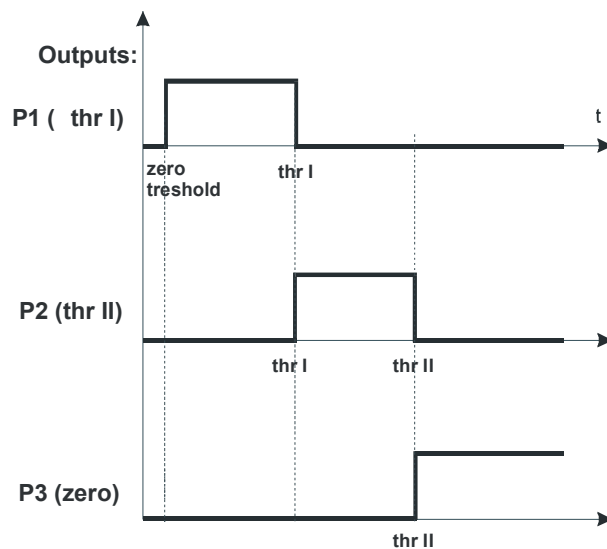 Outputs:
P1 ( thr I)
t
zero
treshold
thr I
P2 (thr II)
thr I
thr II
P3 (zero)
thr II